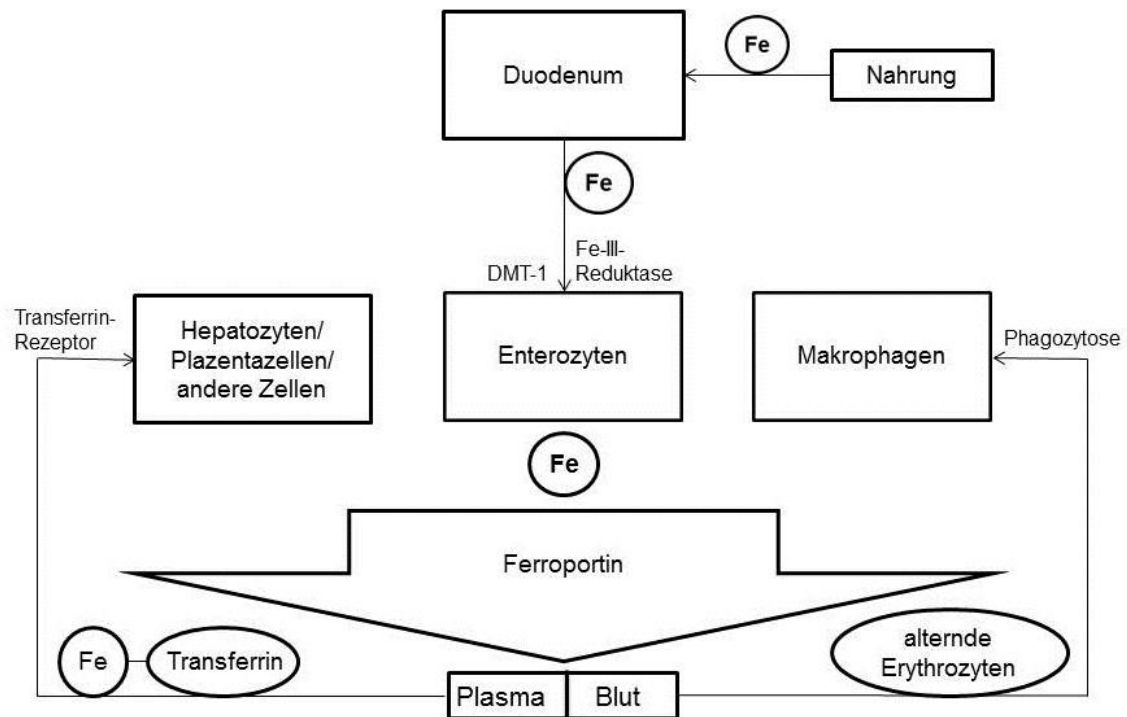 Duodenum
Fe
Nahrung
Fe
DMT-1
Fe-III-
Reduktase
Transferrin-
Rezeptor
Hepatozyten/
Plazentazellen/
andere Zellen
Enterozyten
Makrophagen
Phagozytose
Fe
Ferroportin
Fe
Transferrin
alternde
Erythrozyten
Plasma
Blut